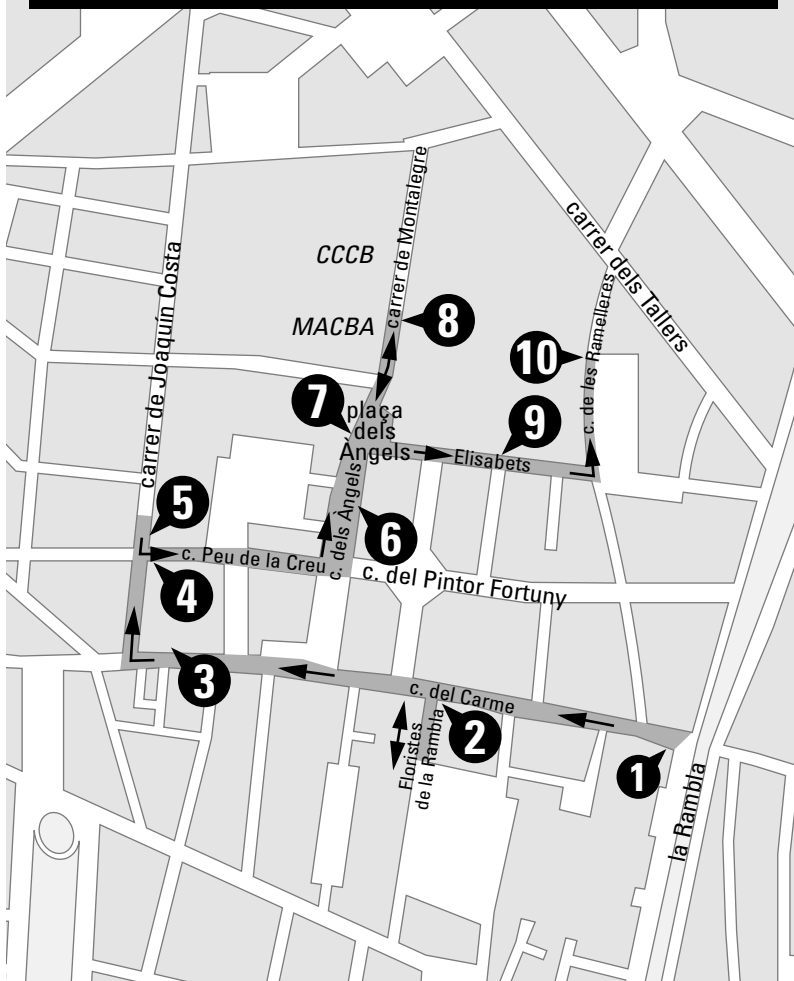 carrer de Montalegre
carrer dels Tallers
carrer de Joaquín Costa
CCCB
c. de les Ramelleres
MACBA
8
10
7
plaça
dels
Àngels
9
Elisabets
5
c. dels Àngels
6
c. Peu de la Creu
c. del Pintor Fortuny
4
3
c. del Carme
2
Floristes
de la Rambla
1
la Rambla